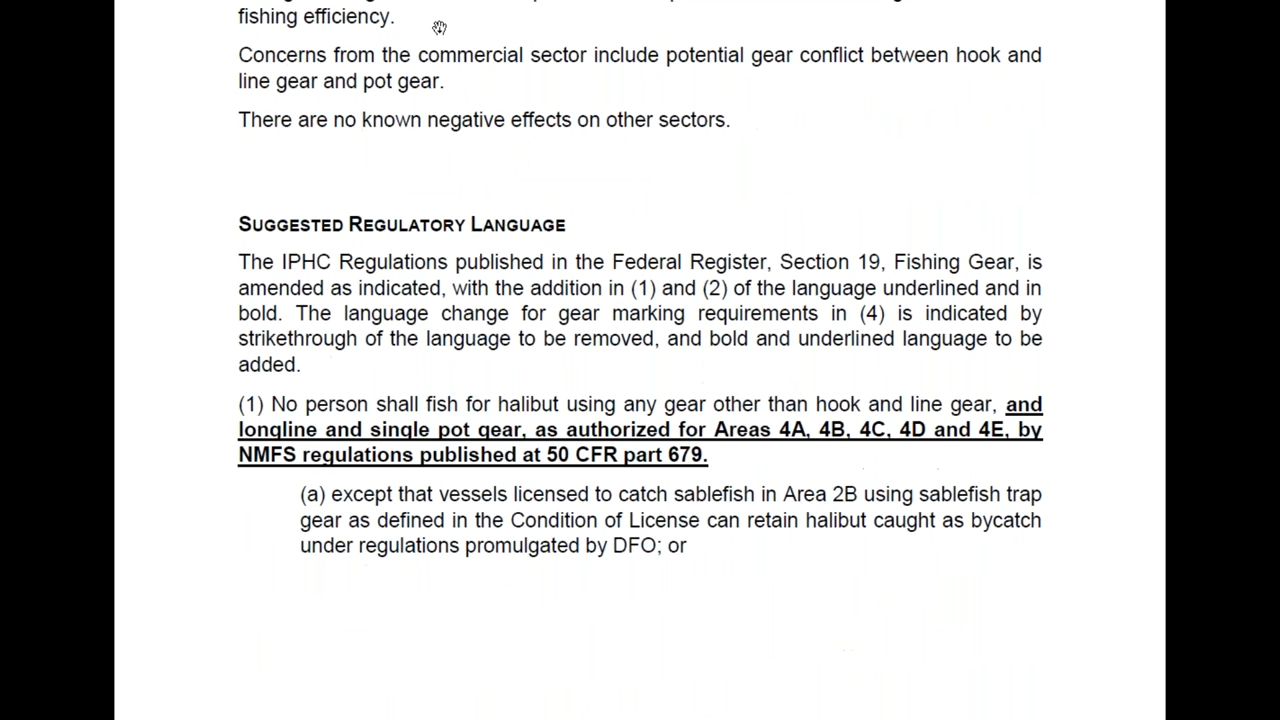 fishing efficiency.
Concerns from the commercial sector include potential gear conflict between hook and
line gear and pot gear.
There are no known negative effects on other sectors.
SUGGESTED REGULATORY LANGUAGE
The IPHC Regulations published in the Federal Register, Section 19, Fishing Gear, is
amended as indicated, with the addition in (1) and (2) of the language underlined and in
bold. The language change for gear marking requirements in (4) is indicated by
strikethrough of the language to be removed, and bold and underlined language to be
added.
(1) No person shall fish for halibut using any gear other than hook and line gear, and
longline and single pot gear, as authorized for Areas 4A, 4B, 4C, 4D and 4E, by
NMFS regulations published at 50 CFR part 679.
(a) except that vessels licensed to catch sablefish in Area 2B using sablefish trap
gear as defined in the Condition of License can retain halibut caught as bycatch
under regulations promulgated by DFO; or